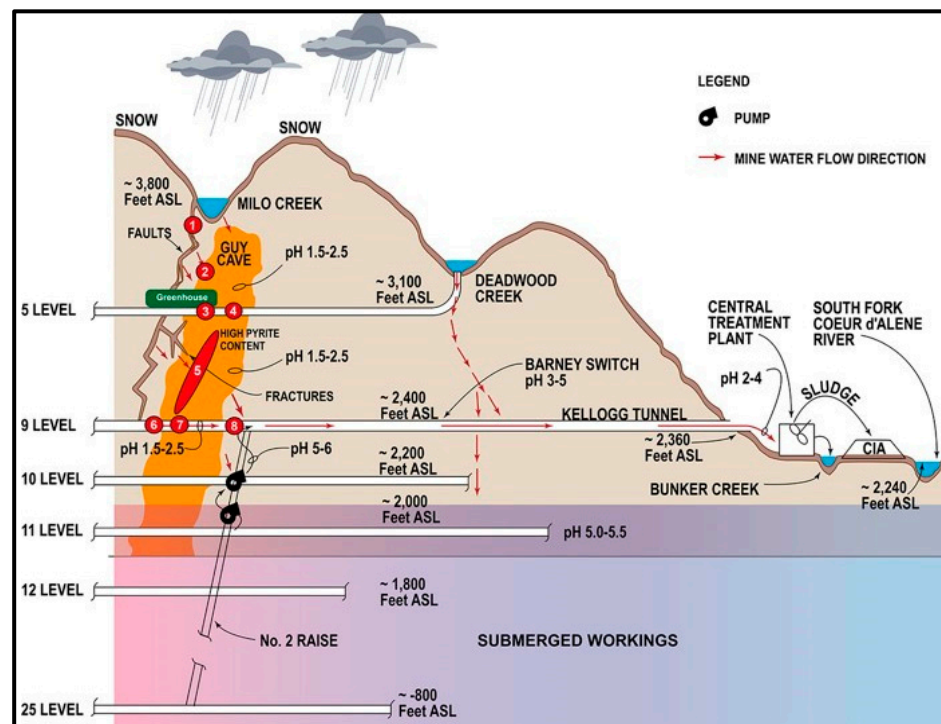 LEGEND
PUMP
MINE WATER FLOW DIRECTION
SNOW
SNOW
~ 3,800
Feet ASL
MILO CREEK
1
FAULTS
GUY
CAVE
2
pH 1.5-2.5
~ 3,100
Feet ASL
DEADWOOD
CREEK
Greenhouse
5 LEVEL
3
4
HIGH PYRITE
CONTENT
5
pH 1.5-2.5
FRACTURES
BARNEY SWITCH
pH 3-5
CENTRAL
TREATMENT
PLANT
SOUTH FORK
COEUR d'ALENE
RIVER
pH 2-4
SLUDGE
~ 2,400
Feet ASL
KELLOGG TUNNEL
9 LEVEL
6
7
8
pH 1.5-2.5
pH 5-6
~ 2,360
Feet ASL
CIA
~ 2,200
Feet ASL
10 LEVEL
BUNKER CREEK
~ 2,240
Feet ASL
~ 2,000
Feet ASL
11 LEVEL
pH 5.0-5.5
12 LEVEL
~ 1,800
Feet ASL
No. 2 RAISE
SUBMERGED WORKINGS
~ -800
Feet ASL
25 LEVEL